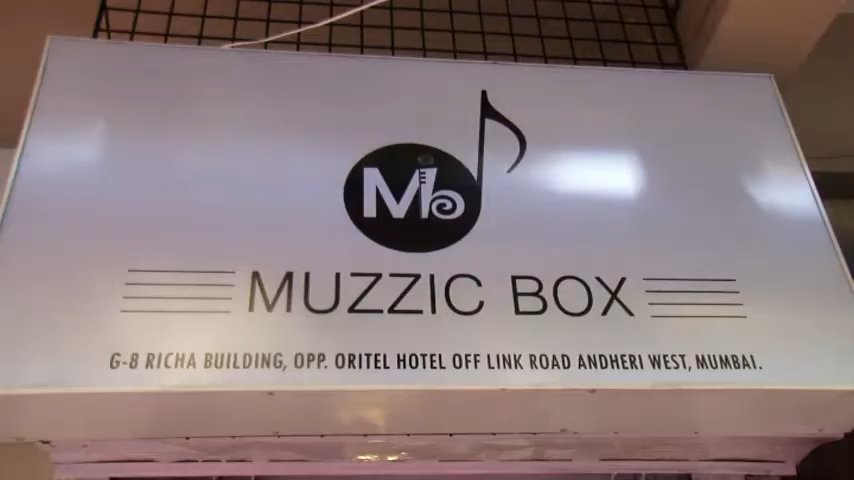 Mb
MUZZIC BOX
G-8 RICHA BUILDING, OPP. ORITEL HOTEL OFF LINK ROAD ANDHERI WEST, MUMBAI.